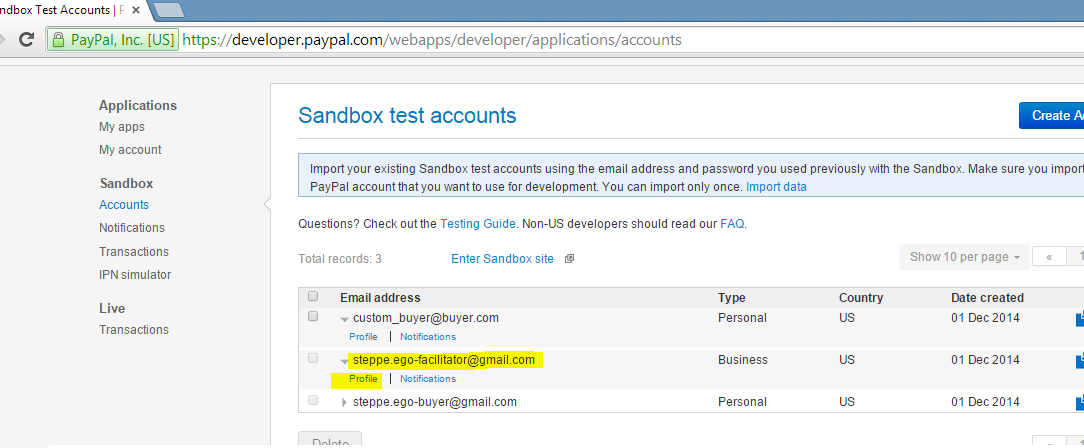 ndbox Test Accounts | P
PayPal, Inc. [US] https://developer.paypal.com/webapps/developer/applications/accounts
Applications
My apps
My account
Sandbox
Accounts
Notifications
Transactions
IPN simulator
Live
Transactions
Sandbox test accounts
Create A
Import your existing Sandbox test accounts using the email address and password you used previously with the Sandbox. Make sure you import
PayPal account that you want to use for development. You can import only once. Import data
Questions? Check out the Testing Guide. Non-US developers should read our FAQ.
Total records: 3 Enter Sandbox site Show 10 per page « 1
Email address Type Country Date created
custom_buyer@buyer.com Personal US 01 Dec 2014
Profile | Notifications
steppe.ego-facilitator@gmail.com Business US 01 Dec 2014
Profile | Notifications
steppe.ego-buyer@gmail.com Personal US 01 Dec 2014
Delete
«